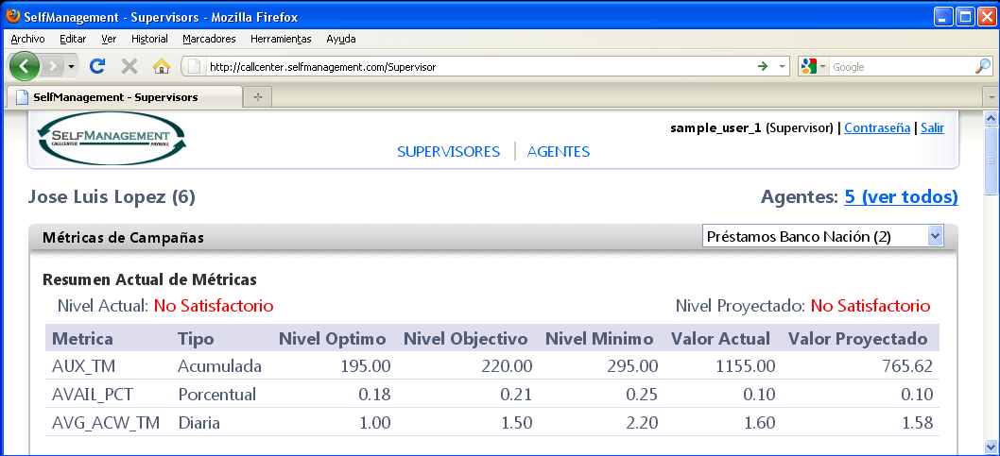 SelfManagement - Supervisors - Mozilla Firefox
Archivo Editar Ver Historial Marcadores Herramientas Ayuda
http://callcenter.selfmanagement.com/Supervisor Google
SelfManagement - Supervisors
SELFMANAGEMENT
CALLCENTER PAYROLL
sample_user_1 (Supervisor) | Contraseña | Salir
SUPERVISORES AGENTES
Jose Luis Lopez (6) Agentes: 5 (ver todos)
Métricas de Campañas Préstamos Banco Nación (2)
Resumen Actual de Métricas
Nivel Actual: No Satisfactorio Nivel Proyectado: No Satisfactorio
Metrica Tipo Nivel Optimo Nivel Objectivo Nivel Minimo Valor Actual Valor Proyectado
AUX_TM Acumulada 195.00 220.00 295.00 1155.00 765.62
AVAIL_PCT Porcentual 0.18 0.21 0.25 0.10 0.10
AVG_ACW_TM Diaria 1.00 1.50 2.20 1.60 1.58